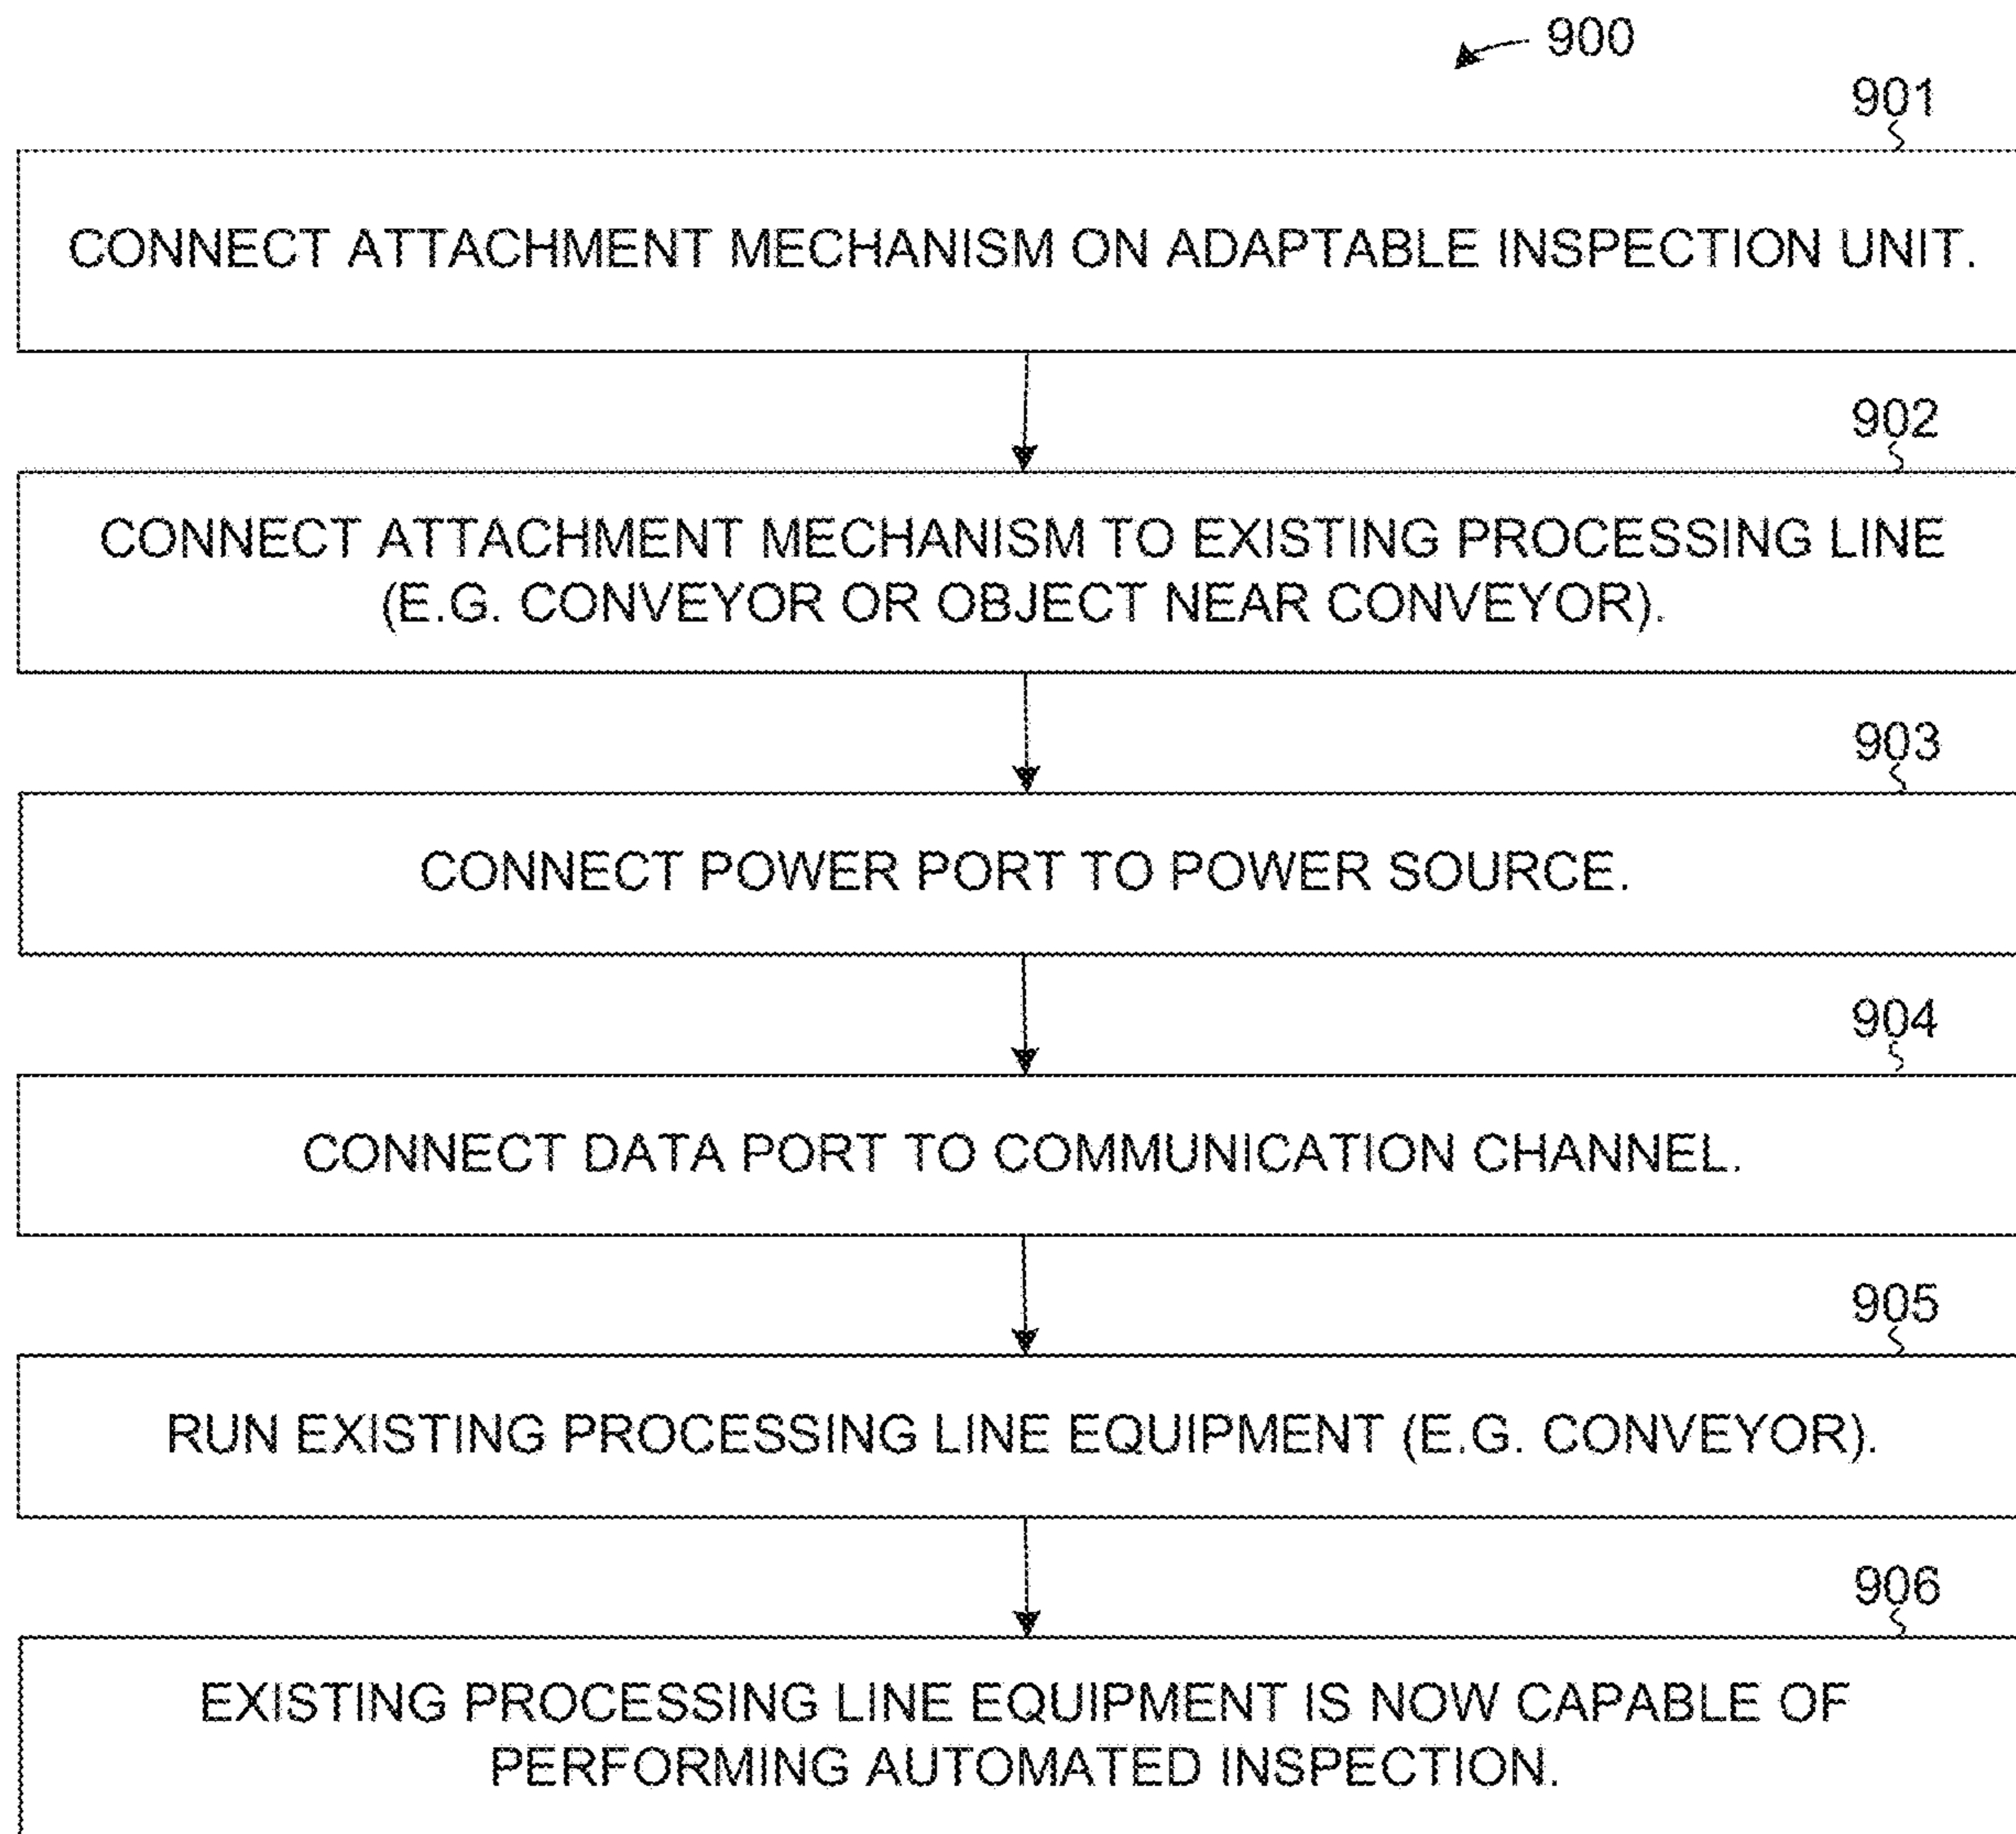 900
901
CONNECT ATTACHMENT MECHANISM ON ADAPTABLE INSPECTION UNIT.
902
CONNECT ATTACHMENT MECHANISM TO EXISTING PROCESSING LINE
(E.G. CONVEYOR OR OBJECT NEAR CONVEYOR).
903
CONNECT POWER PORT TO POWER SOURCE.
904
CONNECT DATA PORT TO COMMUNICATION CHANNEL.
905
RUN EXISTING PROCESSING LINE EQUIPMENT (E.G. CONVEYOR).
906
EXISTING PROCESSING LINE EQUIPMENT IS NOW CAPABLE OF
PERFORMING AUTOMATED INSPECTION.